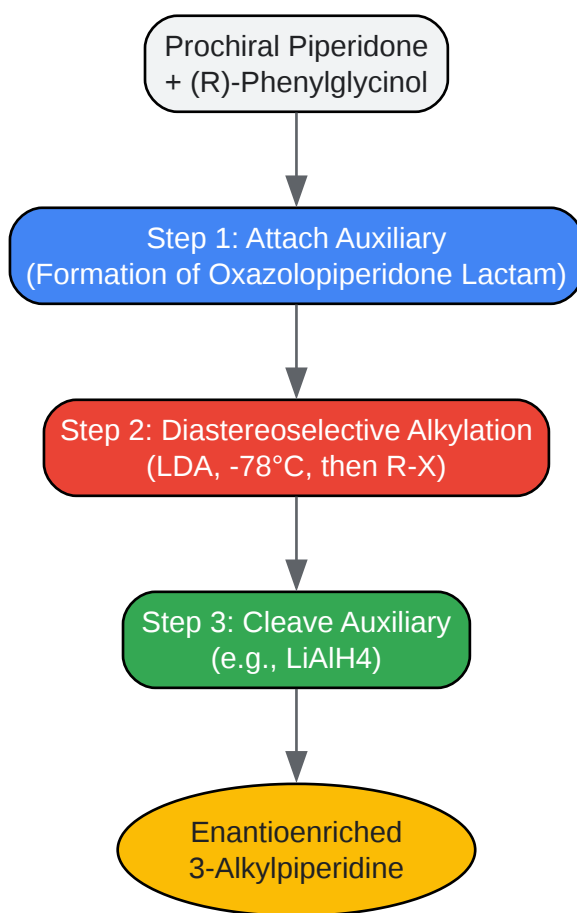 Prochiral Piperidone
+ (R)-Phenylglycinol
Step 1: Attach Auxiliary
(Formation of Oxazolopiperidone Lactam)
Step 2: Diastereoselective Alkylation
(LDA, -78°C, then R-X)
Step 3: Cleave Auxiliary
(e.g., LiAlH4)
Enantioenriched
3-Alkylpiperidine